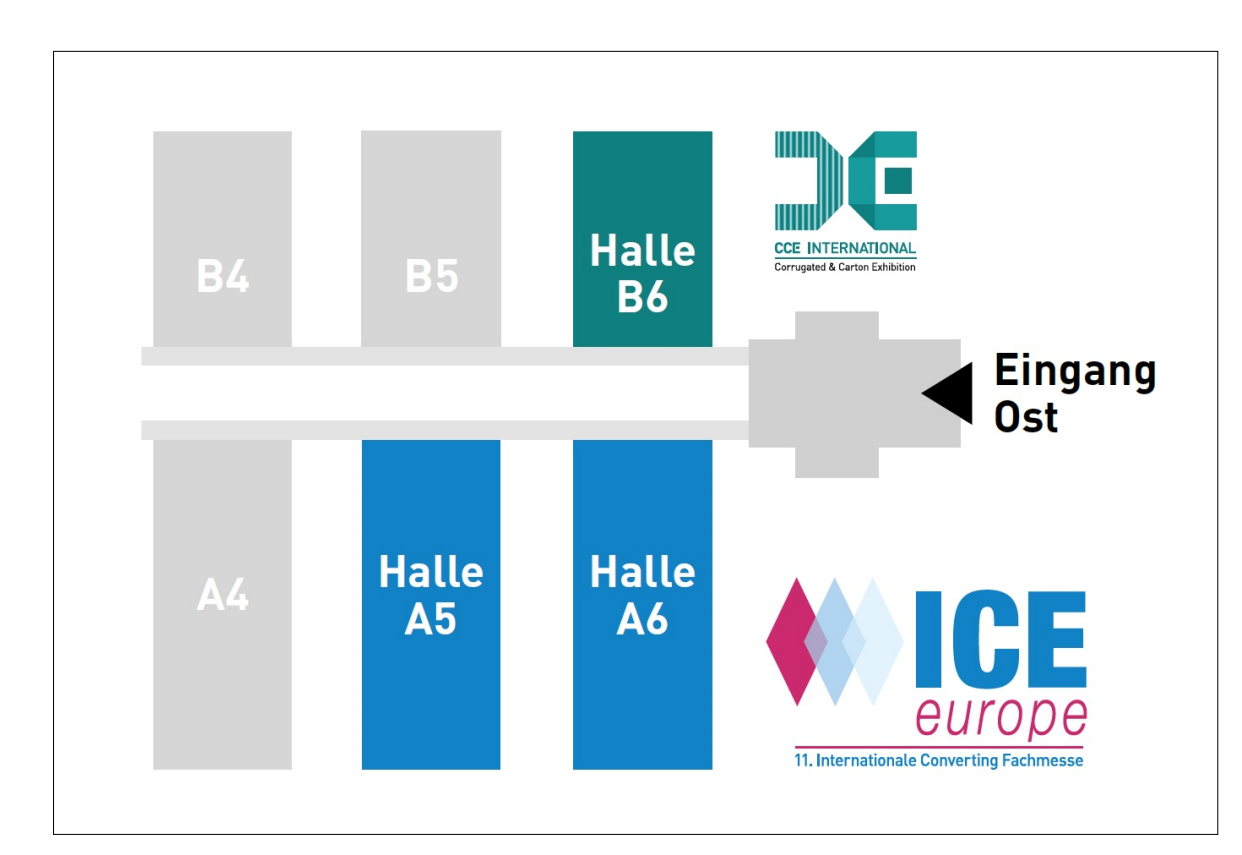 B4
B5
Halle
B6
CCE INTERNATIONAL
Corrugated & Carton Exhibition
Eingang
Ost
A4
Halle
A5
Halle
A6
ICE
europe
11. Internationale Converting Fachmesse